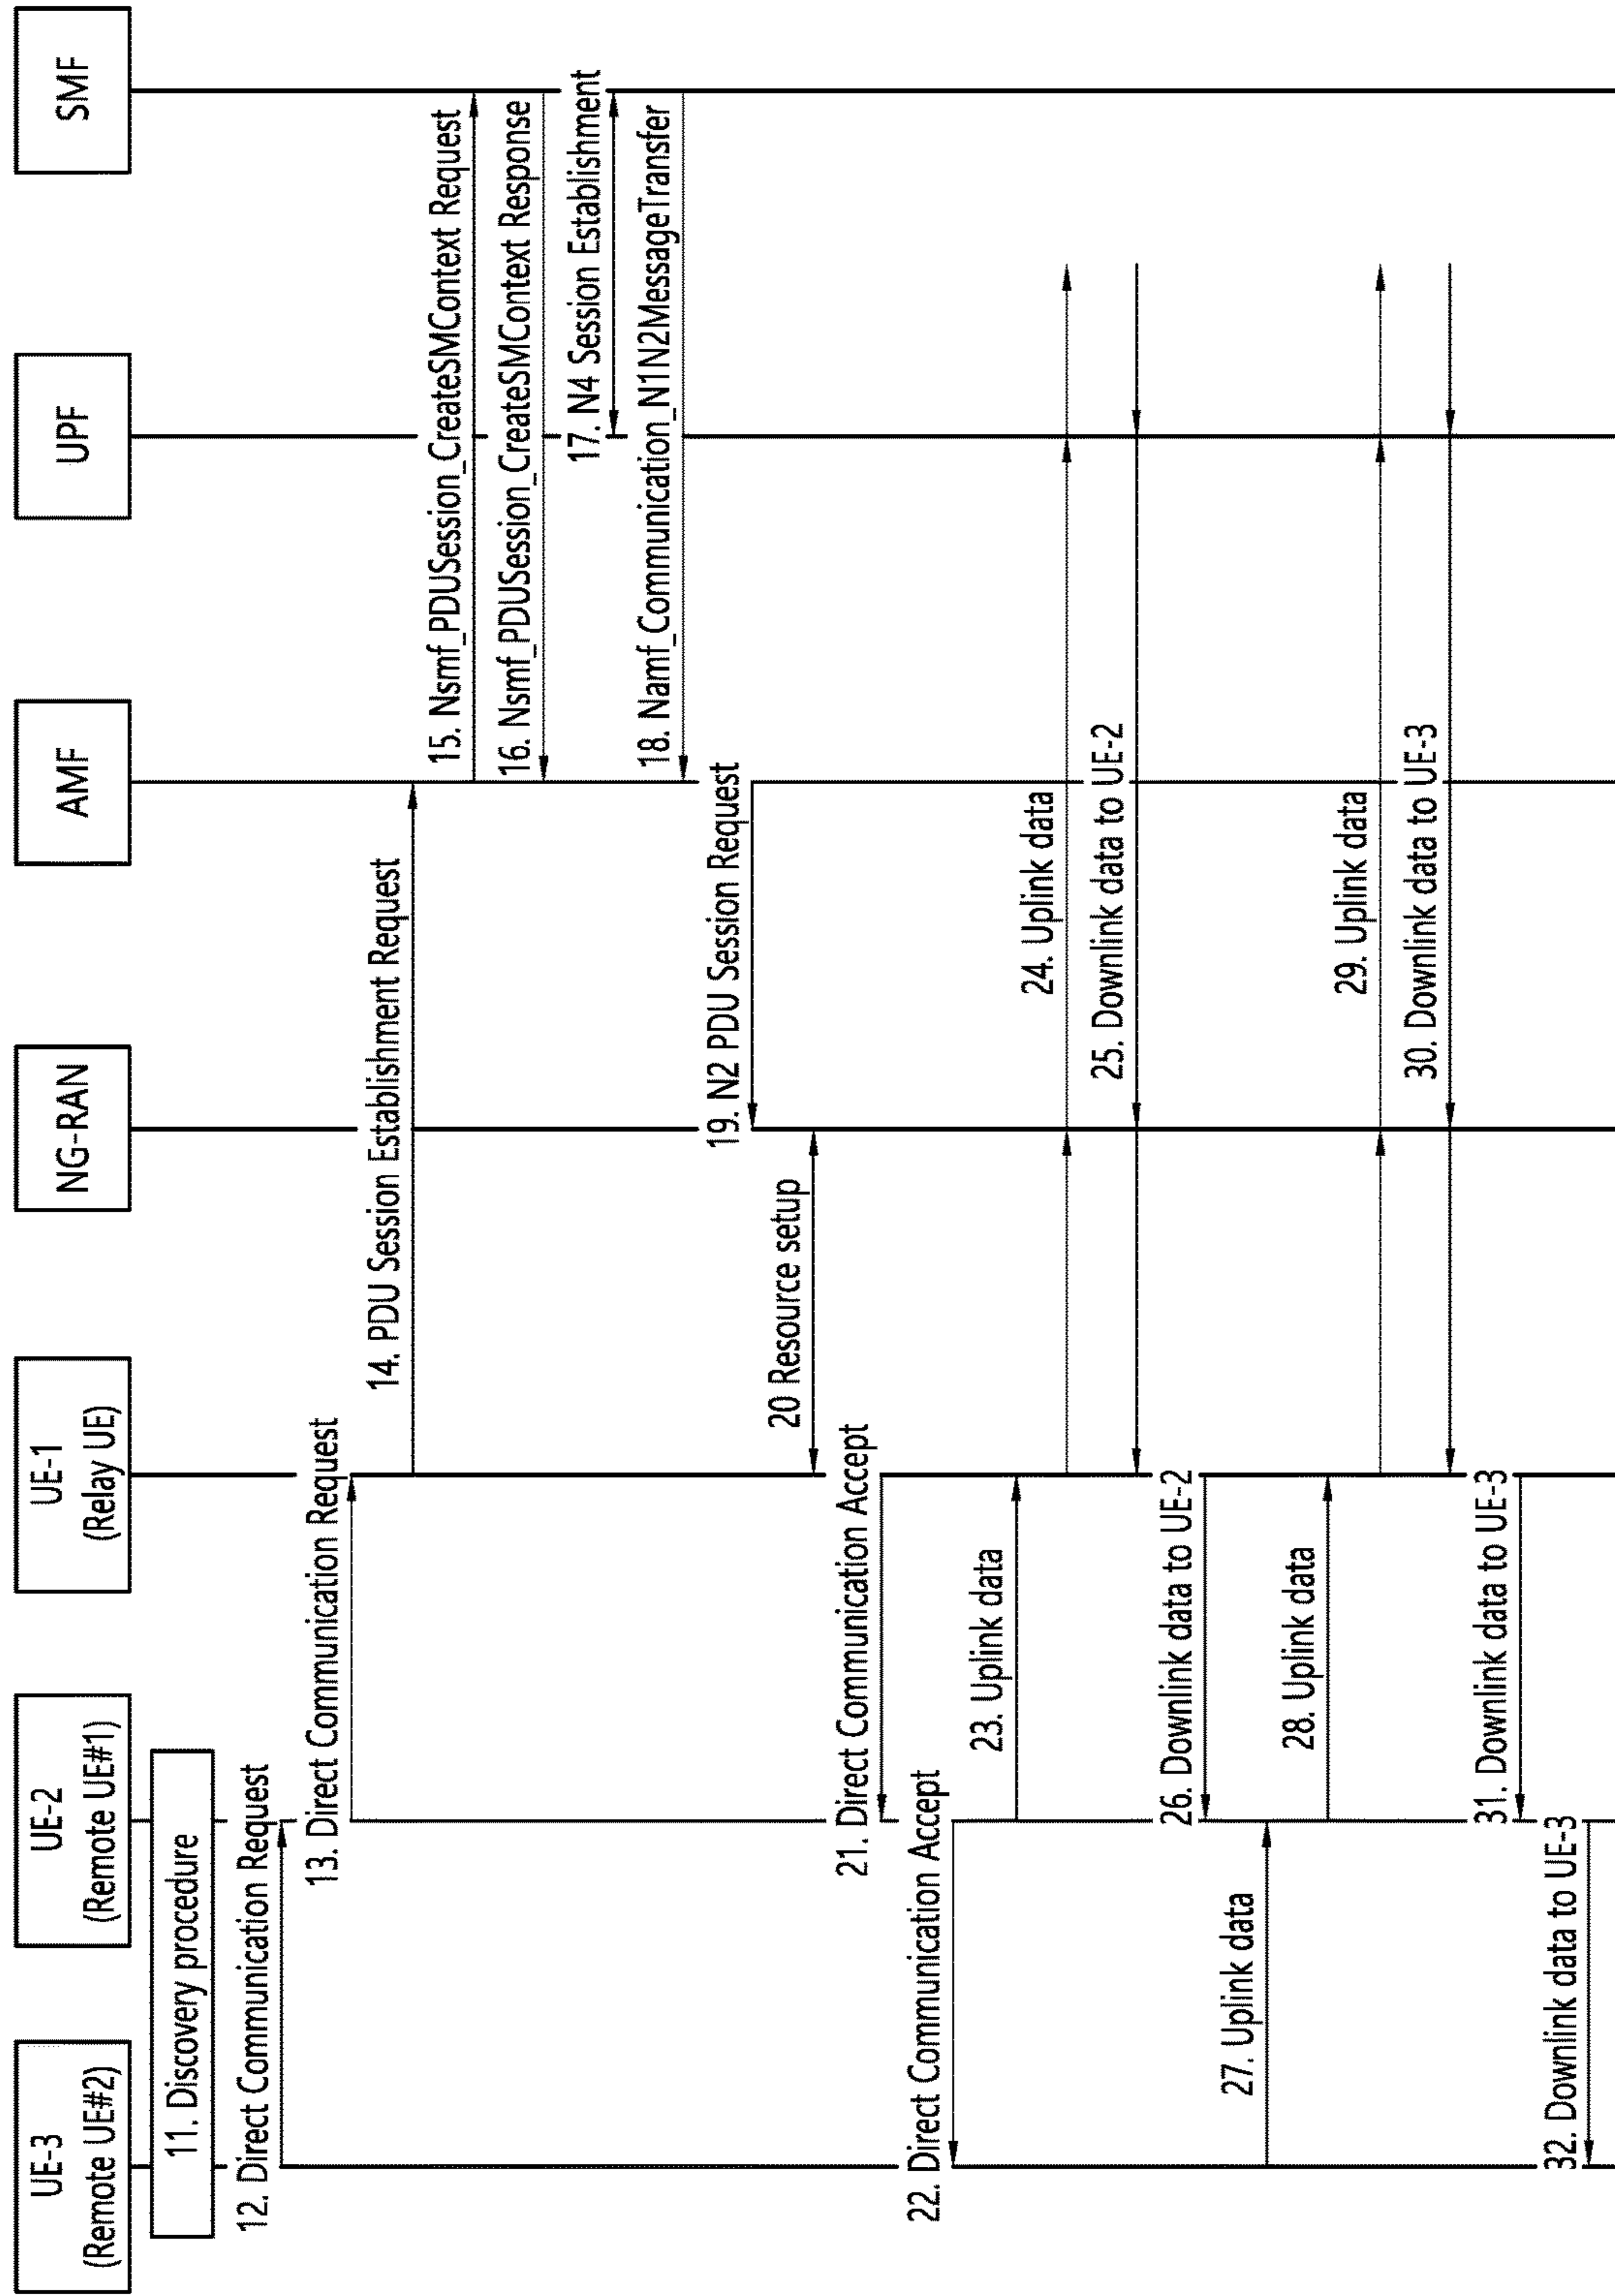 UE-3
(Remote UE#2)
UE-2
(Remote UE#1)
UE-1
(Relay UE)
NG-RAN
AMF
UPF
SMF
11. Discovery procedure
12. Direct Communication Request
13. Direct Communication Request
14. PDU Session Establishment Request
15. Nsmf_PDUSession_CreateSMContext Request
16. Nsmf_PDUSession_CreateSMContext Response
17. N4 Session Establishment
18. Namf_Communication_N1N2MessageTransfer
19. N2 PDU Session Request
20 Resource setup
21. Direct Communication Accept
22. Direct Communication Accept
23. Uplink data
24. Uplink data
25. Downlink data to UE-2
26. Downlink data to UE-2
27. Uplink data
28. Uplink data
29. Uplink data
30. Downlink data to UE-3
31. Downlink data to UE-3
32. Downlink data to UE-3